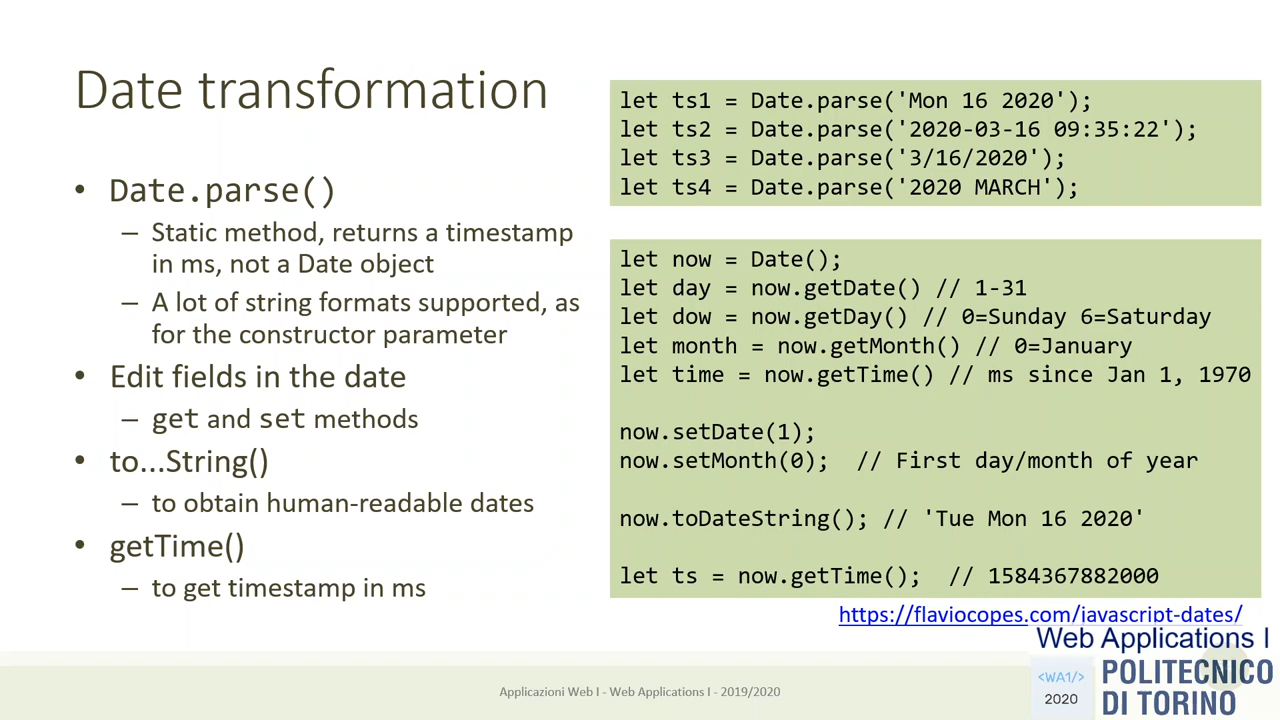 Date transformation
• Date.parse()
– Static method, returns a timestamp
in ms, not a Date object
– A lot of string formats supported, as
for the constructor parameter
• Edit fields in the date
– get and set methods
• to...String()
– to obtain human-readable dates
• getTime()
– to get timestamp in ms
let ts1 = Date.parse('Mon 16 2020');
let ts2 = Date.parse('2020-03-16 09:35:22');
let ts3 = Date.parse('3/16/2020');
let ts4 = Date.parse('2020 MARCH');
let now = Date();
let day = now.getDate() // 1-31
let dow = now.getDay() // 0=Sunday 6=Saturday
let month = now.getMonth() // 0=January
let time = now.getTime() // ms since Jan 1, 1970
now.setDate(1);
now.setMonth(0);  // First day/month of year
now.toDateString(); // 'Tue Mon 16 2020'
let ts = now.getTime();  // 1584367882000
https://flaviocopes.com/javascript-dates/
Web Applications I
<WA1/>
2020
POLITECNICO
DI TORINO
Applicazioni Web I - Web Applications I - 2019/2020